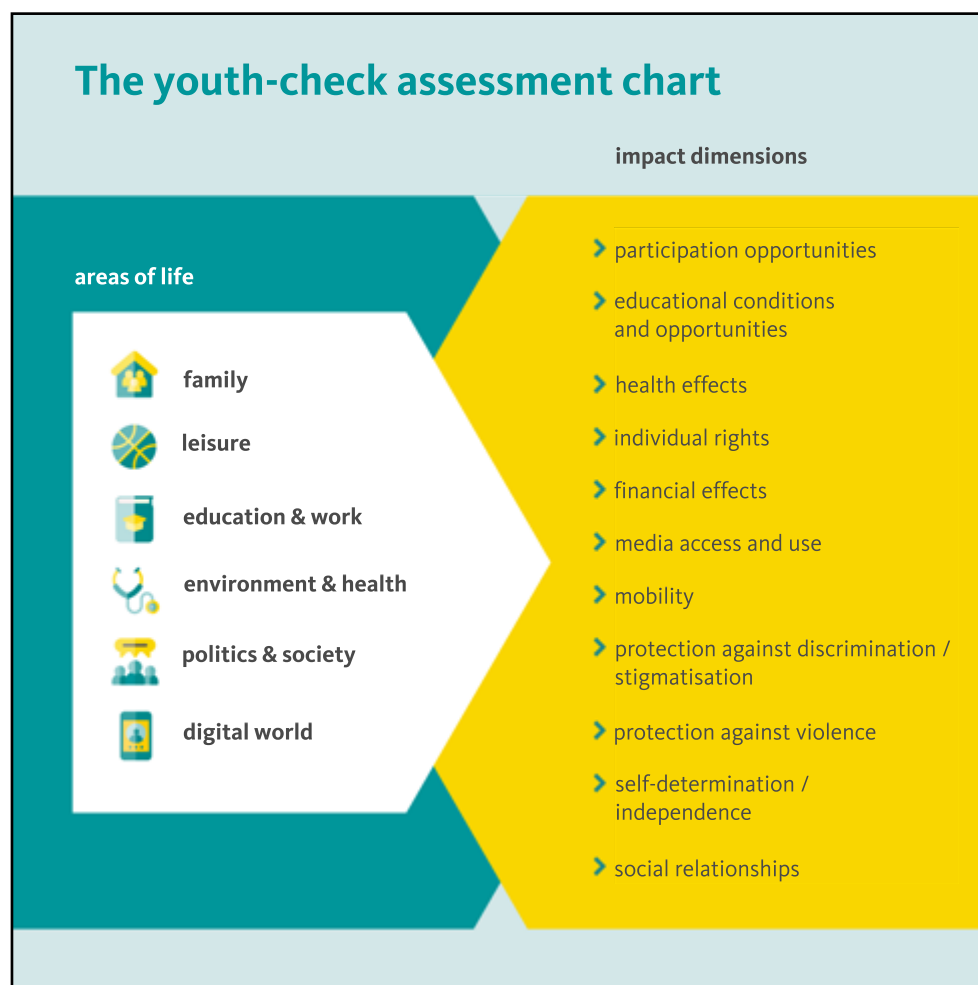 The youth-check assessment chart
impact dimensions
areas of life
family
leisure
education & work
environment & health
politics & society
digital world
participation opportunities
educational conditions
and opportunities
health effects
individual rights
financial effects
media access and use
mobility
protection against discrimination /
stigmatisation
protection against violence
self-determination /
independence
social relationships